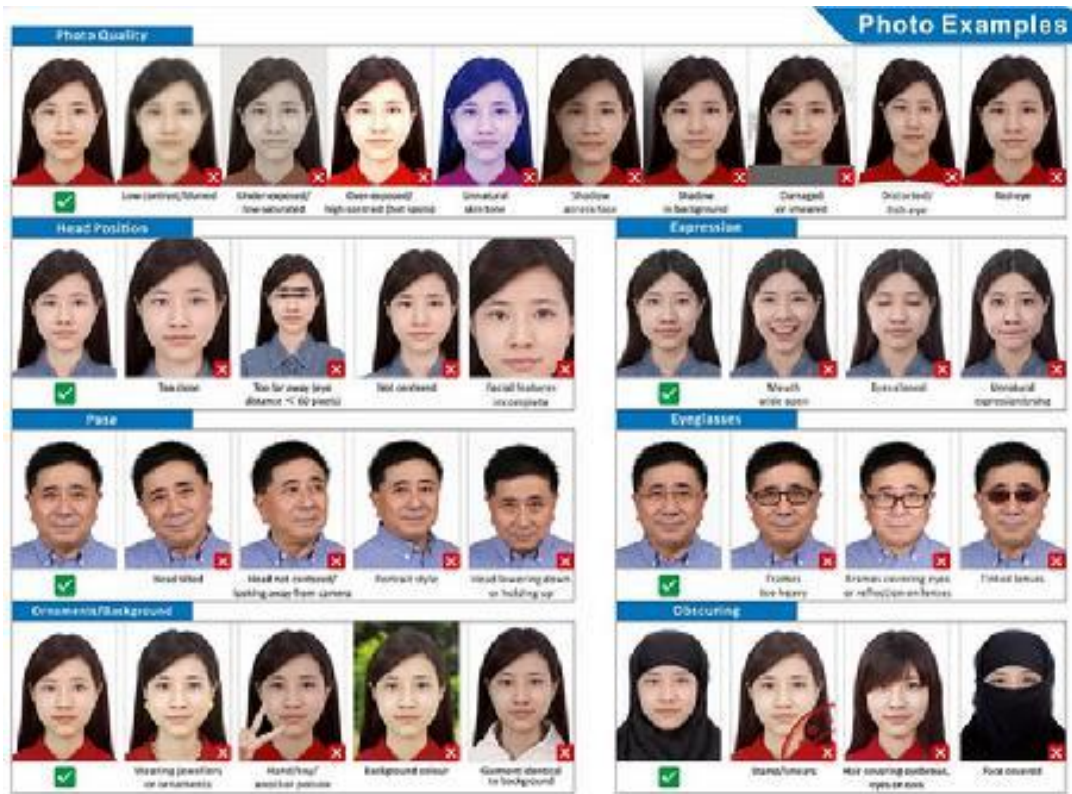 Photo Examples
Photo Quality
Low contrast/blurred
Under exposed/
low saturated
Over exposed/
high contrast (hot spots)
Unnatural
skin tone
Shadow
across face
Shadow
in background
Damaged
or smeared
Distorted/
fish eye
Red eye
Head Position
Too close
Too far away (eye
distance < 60 pixels)
Not centered
Facial features
incomplete
Expression
Mouth
wide open
Eyes closed
Unnatural
Pose
Head tilted
Head not centered/
looking away from camera
Portrait style
Head lowering down
or holding up
Eyeglasses
Frames
too heavy
Frames covering eyes
or reflection on lenses
Tinted lenses
Ornaments/Background
Wearing jewellery
or ornaments
Hand/toy/
another person
Background colour
Garment identical
to background
Obscuring
Stamp/smears
Hair covering eyebrows,
eyes or ears
Face covered